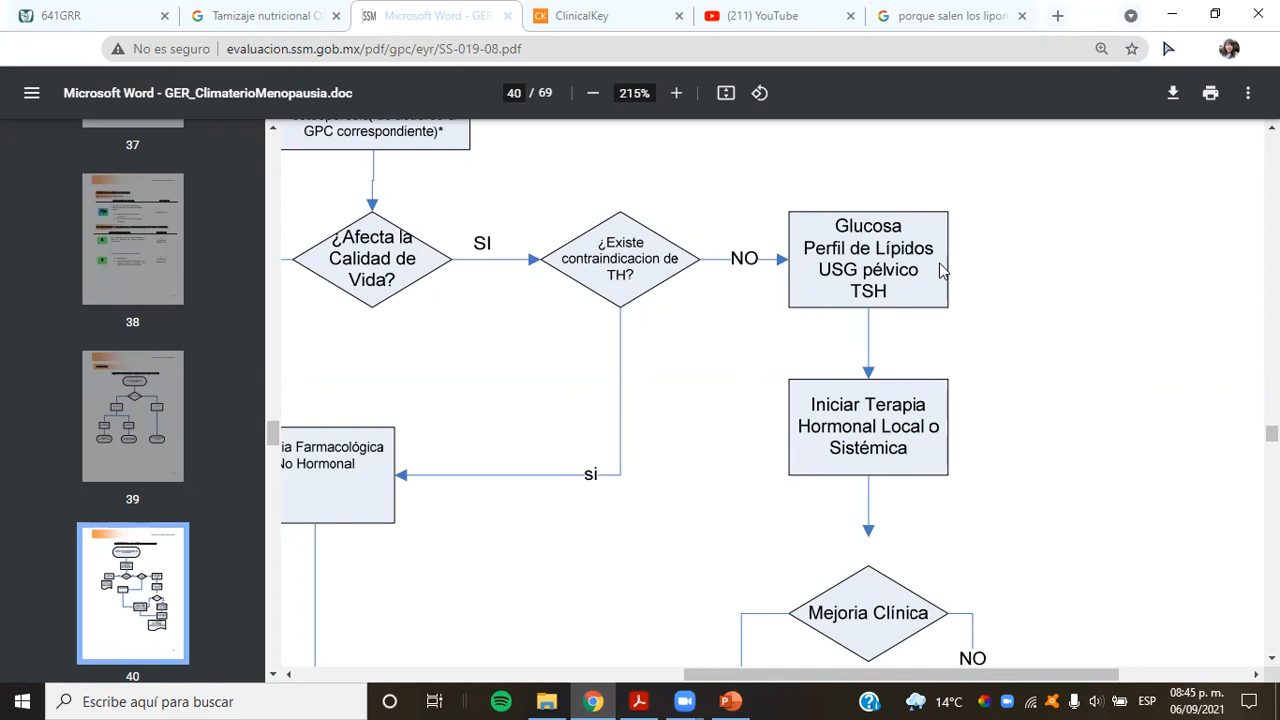 641GRR
Tamizaje nutricional O
SSM
Microsoft Word - GE
CK
ClinicalKey
(211) YouTube
porque salen los lipor
No es seguro
evaluacion.ssm.gob.mx/pdf/gpc/eyr/SS-019-08.pdf
Microsoft Word - GER_ClimaterioMenopausia.doc
40 / 69
215%
37
38
39
40
GPC correspondiente)*
¿Afecta la
Calidad de
Vida?
SI
¿Existe
contraindicacion de
TH?
NO
Glucosa
Perfil de Lípidos
USG pélvico
TSH
Iniciar Terapia
Hormonal Local o
Sistémica
ia Farmacológica
No Hormonal
si
Mejoria Clínica
NO
Escribe aquí para buscar
14°C
ESP
08:45 p. m.
06/09/2021